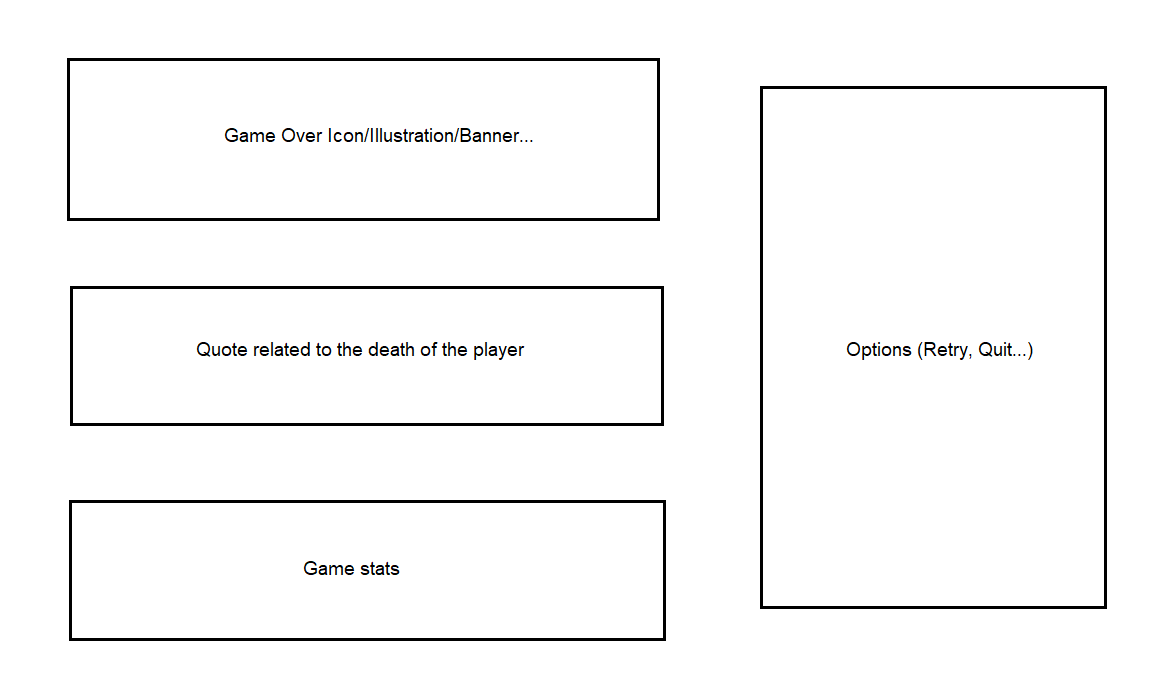 Game Over Icon/Illustration/Banner...
Quote related to the death of the player
Game stats
Options (Retry, Quit...)